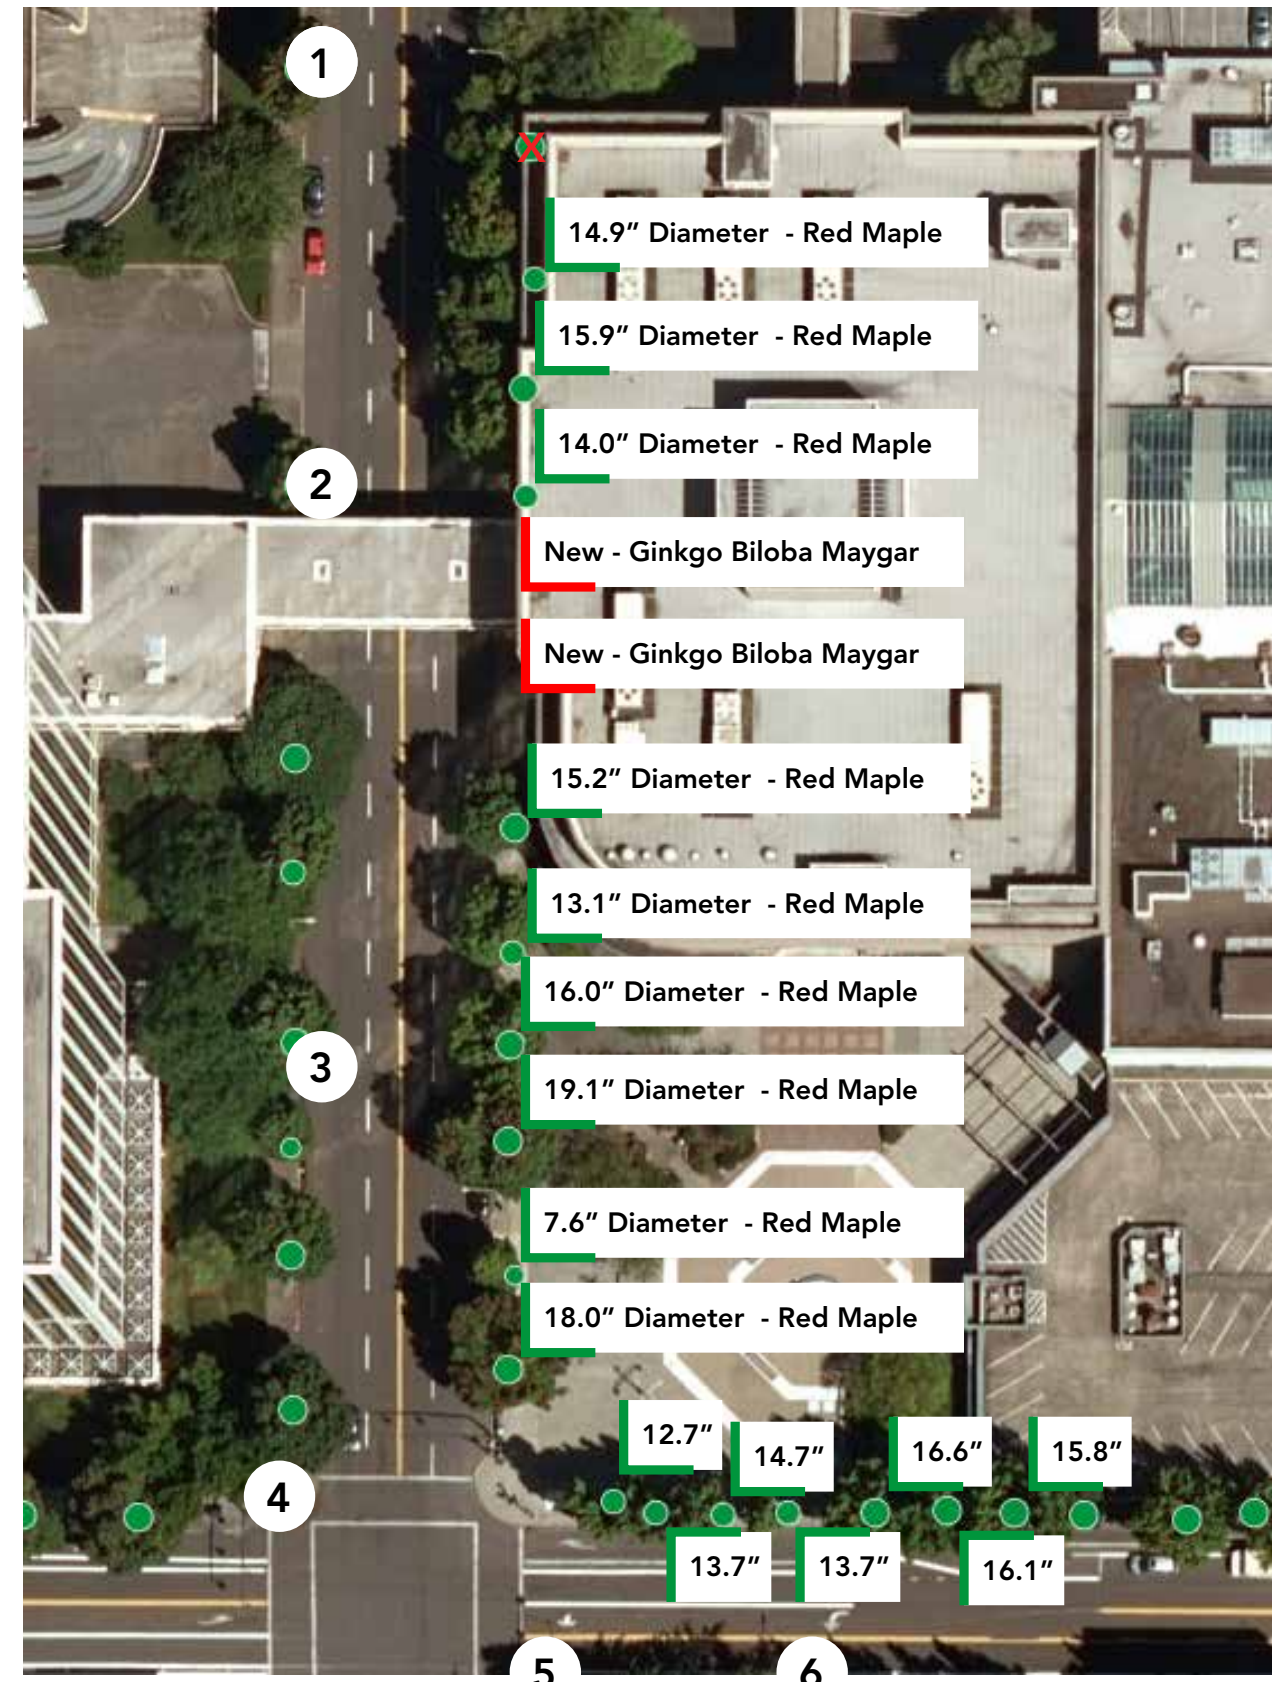 1
X
14.9" Diameter - Red Maple
15.9" Diameter - Red Maple
14.0" Diameter - Red Maple
2
New - Ginkgo Biloba Maygar
New - Ginkgo Biloba Maygar
15.2" Diameter - Red Maple
13.1" Diameter - Red Maple
16.0" Diameter - Red Maple
3
19.1" Diameter - Red Maple
7.6" Diameter - Red Maple
18.0" Diameter - Red Maple
12.7"
14.7"
16.6"
15.8"
4
13.7"
13.7"
16.1"
5
6